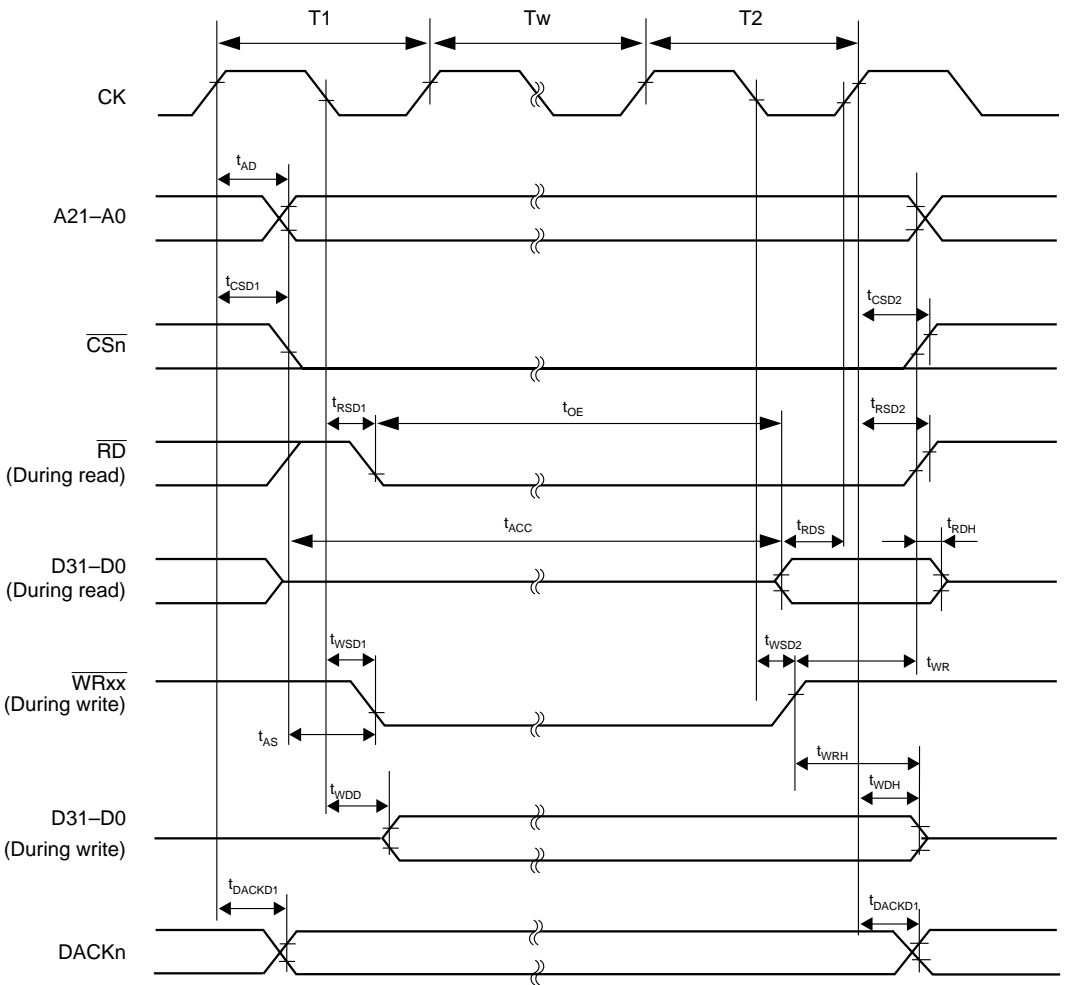 T1 Tw T2
CK
tAD
A21–A0
tCSD1 tCSD2
CSn
tRSD1 tOE tRSD2
RD
(During read)
tACC tRDS tRDH
D31–D0
(During read)
tWSD1 tWSD2
tWR
WRxx
(During write)
tAS
tWRH
tWDD tWDH
D31–D0
(During write)
tDACKD1 tDACKD1
DACKn